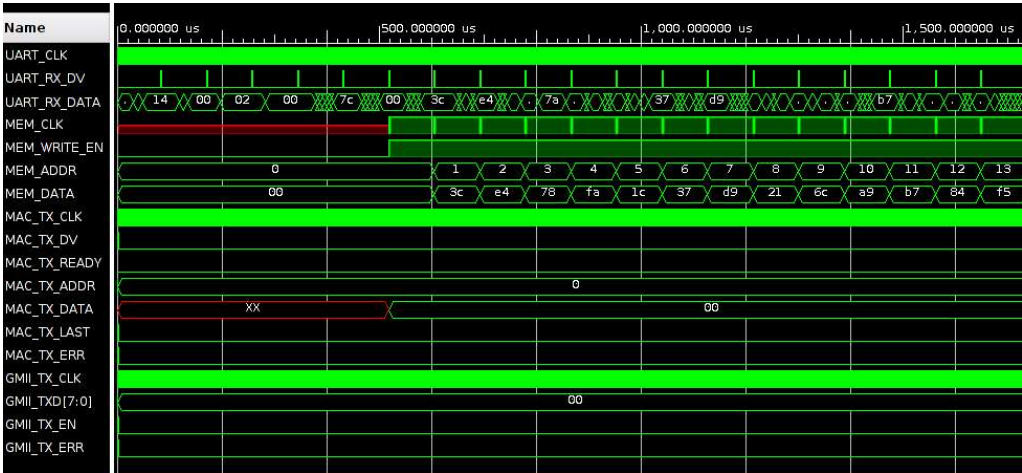 Name 0.000000 us 500.000000 us 1,000.000000 us 1,500.000000 us
UART_CLK
UART_RX_DV
UART_RX_DATA . 14 00 02 00 7c 00 3c e4 . 7a . . 37 d9 . . . . b7 . . .
MEM_CLK
MEM_WRITE_EN
MEM_ADDR 0 1 2 3 4 5 6 7 8 9 10 11 12 13
MEM_DATA 00 3c e4 78 fa 1c 37 d9 21 6c a9 b7 84 f5
MAC_TX_CLK
MAC_TX_DV
MAC_TX_READY
MAC_TX_ADDR 0
MAC_TX_DATA XX 00
MAC_TX_LAST
MAC_TX_ERR
GMII_TX_CLK
GMII_TXD[7:0] 00
GMII_TX_EN
GMII_TX_ERR